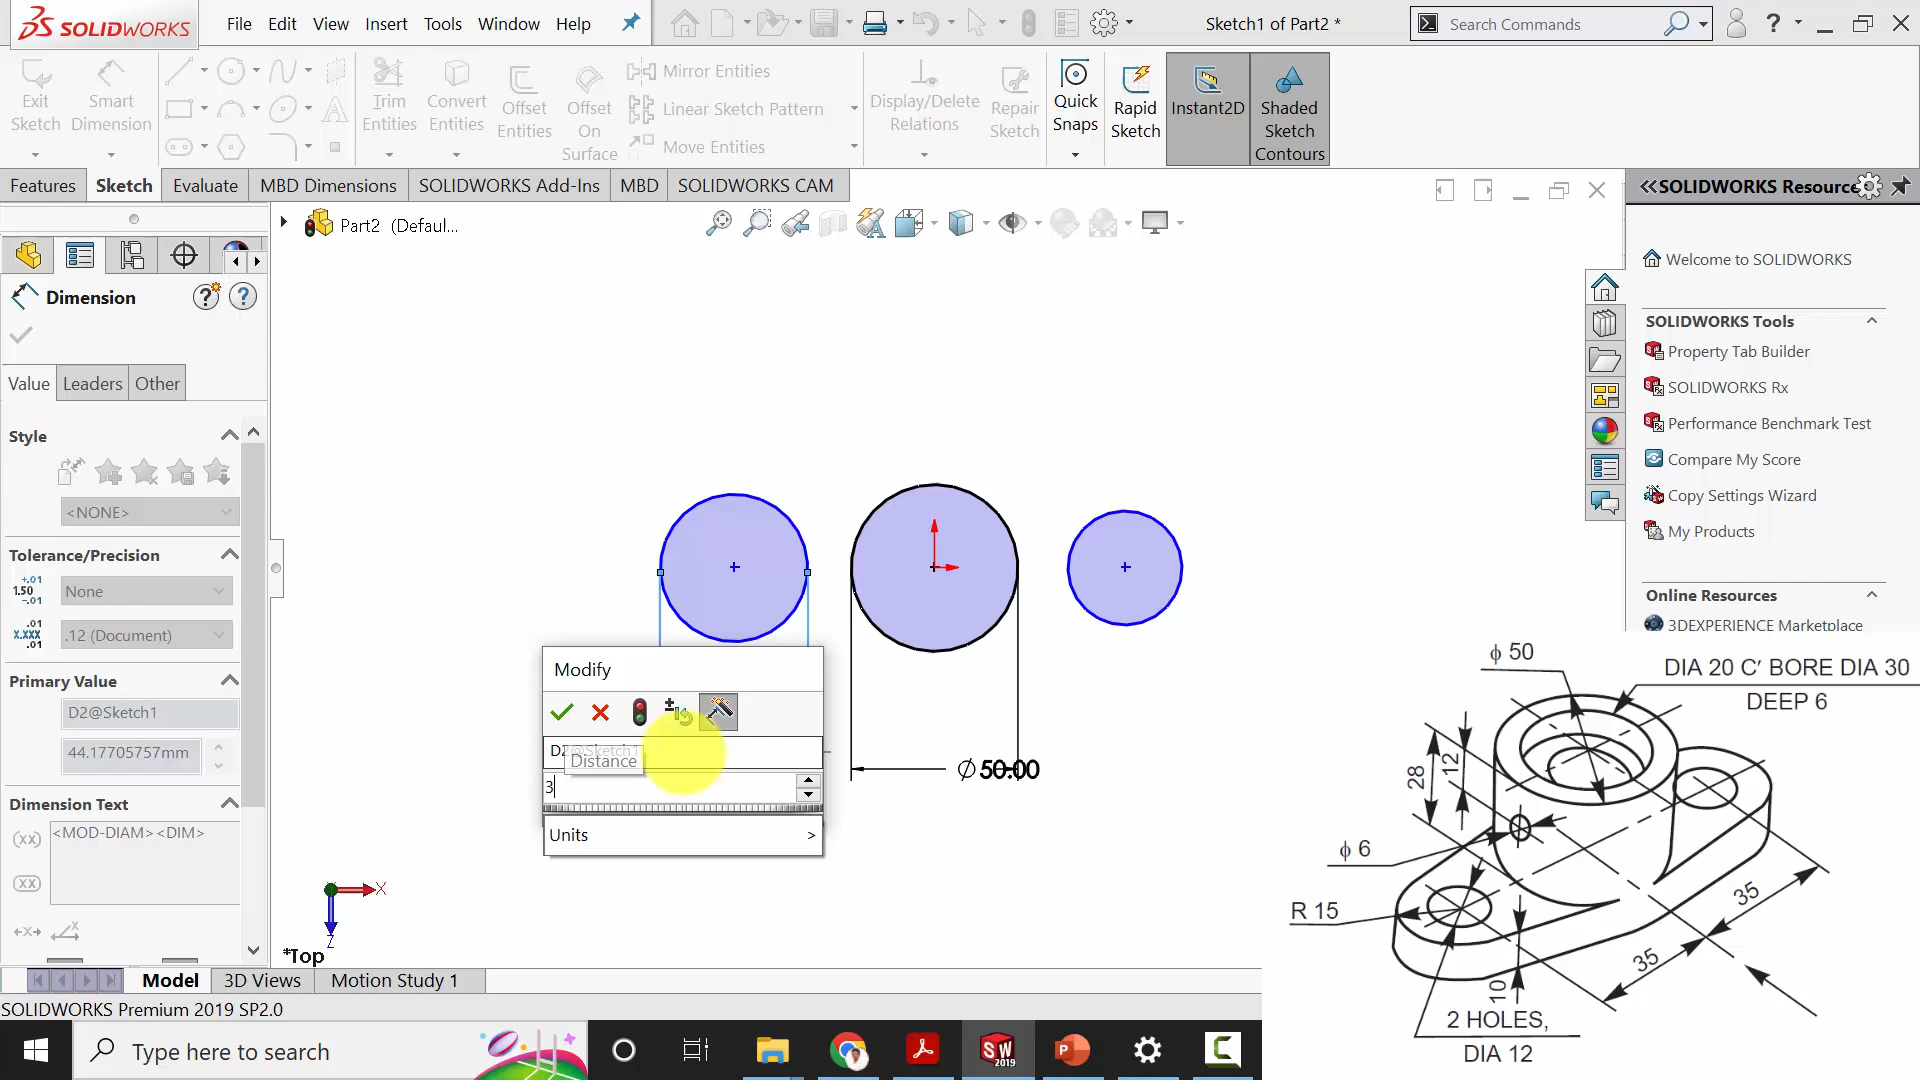 SOLIDWORKS
File Edit View Insert Tools Window Help
Sketch1 of Part2 *
Search Commands
?
Exit Sketch
Smart Dimension
Trim Entities
Convert Entities
Offset Entities
Offset On Surface
Mirror Entities
Linear Sketch Pattern
Move Entities
Display/Delete Relations
Repair Sketch
Quick Snaps
Rapid Sketch
Instant2D
Shaded Sketch Contours
Features Sketch Evaluate MBD Dimensions SOLIDWORKS Add-Ins MBD SOLIDWORKS CAM
Part2 (Defaul...
Dimension
Value Leaders Other
Style
<NONE>
Tolerance/Precision
None
.12 (Document)
Primary Value
D2@Sketch1
44.17705757mm
Dimension Text
<MOD-DIAM><DIM>
Modify
D2@Sketch1
Distance
3
Units >
∅50.00
X
Z
*Top
Model 3D Views Motion Study 1
SOLIDWORKS Premium 2019 SP2.0
Type here to search
SW 2019
SOLIDWORKS Resource
Welcome to SOLIDWORKS
SOLIDWORKS Tools
Property Tab Builder
SOLIDWORKS Rx
Performance Benchmark Test
Compare My Score
Copy Settings Wizard
My Products
Online Resources
3DEXPERIENCE Marketplace
ϕ 50
DIA 20 C′ BORE DIA 30
DEEP 6
28
12
ϕ 6
R 15
35
35
10
2 HOLES,
DIA 12